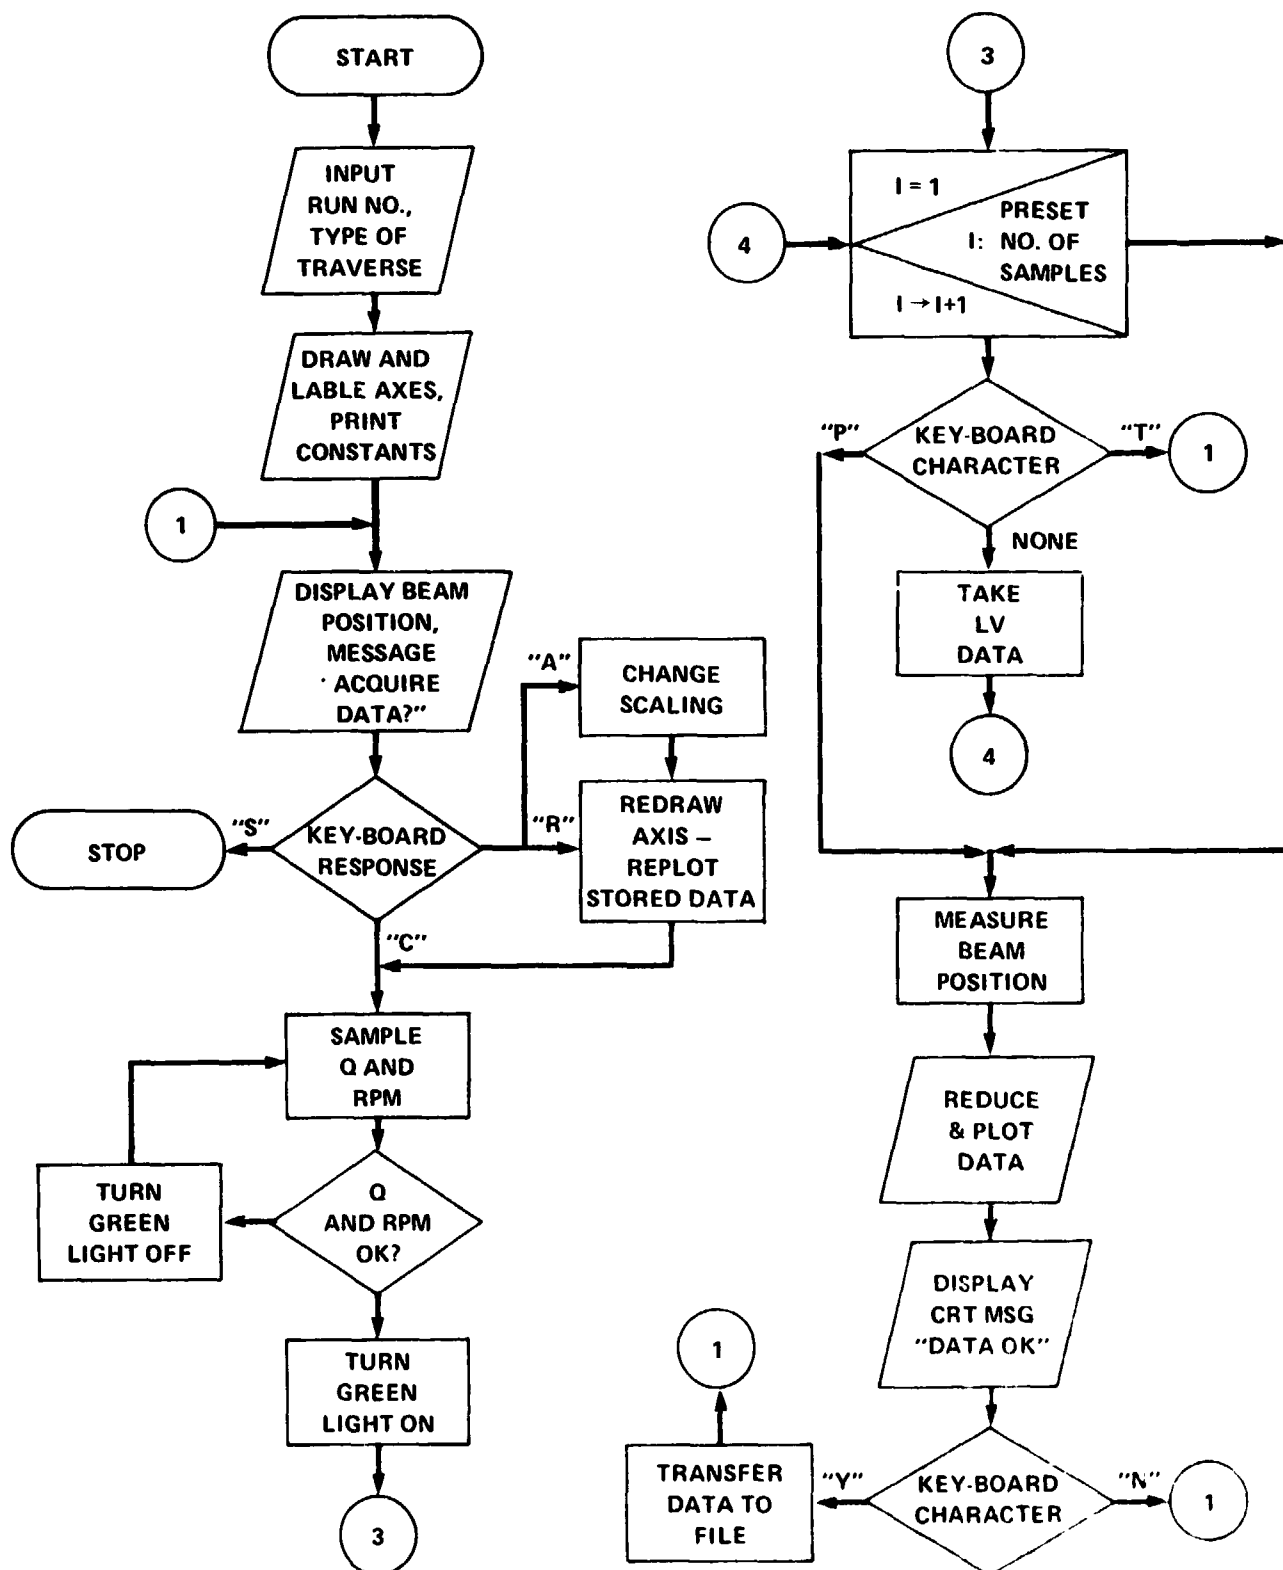 START
INPUT
RUN NO.,
TYPE OF
TRAVERSE
DRAW AND
LABLE AXES,
PRINT
CONSTANTS
1
DISPLAY BEAM
POSITION,
MESSAGE
ACQUIRE
DATA?"
KEY-BOARD
RESPONSE
"S"
STOP
"A"
CHANGE
SCALING
"R"
REDRAW
AXIS –
REPLOT
STORED DATA
"C"
SAMPLE
Q AND
RPM
Q
AND RPM
OK?
TURN
GREEN
LIGHT OFF
TURN
GREEN
LIGHT ON
3
3
4
I = 1
PRESET
I: NO. OF
SAMPLES
I → I+1
KEY-BOARD
CHARACTER
"P"
"T"
1
NONE
TAKE
LV
DATA
4
MEASURE
BEAM
POSITION
REDUCE
& PLOT
DATA
DISPLAY
CRT MSG
"DATA OK"
KEY-BOARD
CHARACTER
"Y"
TRANSFER
DATA TO
FILE
1
"N"
1